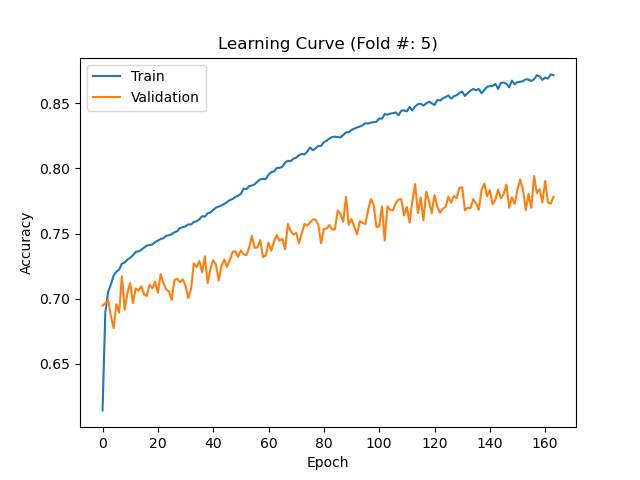 Learning Curve (Fold #: 5)
Train
Validation
0.85
0.80
0.75
0.70
0.65
Accuracy
0 20 40 60 80 100 120 140 160
Epoch